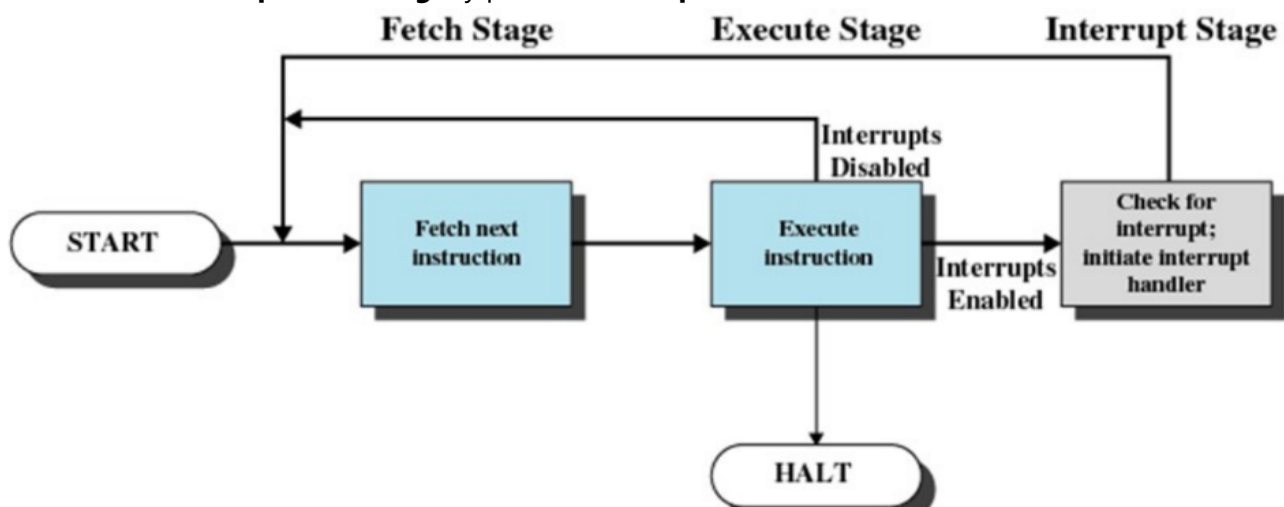 Fetch Stage
Execute Stage
Interrupt Stage
Interrupts
Disabled
START
Fetch next
instruction
Execute
instruction
Interrupts
Enabled
Check for
interrupt;
initiate interrupt
handler
HALT